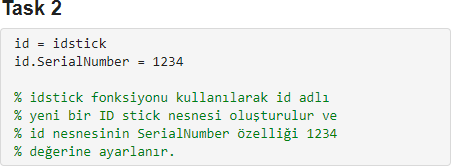 Task 2
id = idstick
id.SerialNumber = 1234
% idstick fonksiyonu kullanılarak id adlı
% yeni bir ID stick nesnesi oluşturulur ve
% id nesnesinin SerialNumber özelliği 1234
% değerine ayarlanır.